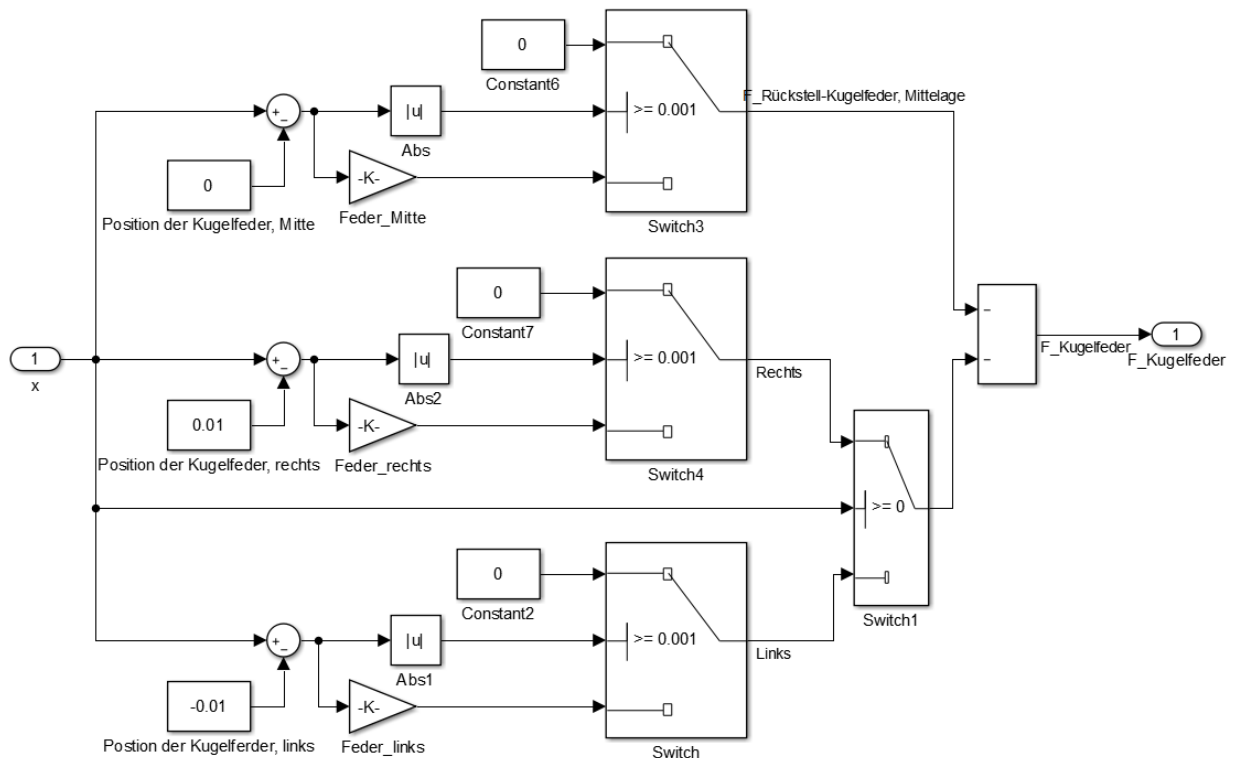 0
Constant6
+
−
|u|
Abs
>= 0.001
F_Rückstell-Kugelfeder, Mittelage
0
Position der Kugelfeder, Mitte
-K-
Feder_Mitte
Switch3
0
Constant7
1
x
+
−
|u|
Abs2
>= 0.001
Rechts
0.01
Position der Kugelfeder, rechts
-K-
Feder_rechts
Switch4
−
−
F_Kugelfeder
1
F_Kugelfeder
>= 0
Switch1
0
Constant2
+
−
|u|
Abs1
>= 0.001
Links
-0.01
Postion der Kugelferder, links
-K-
Feder_links
Switch